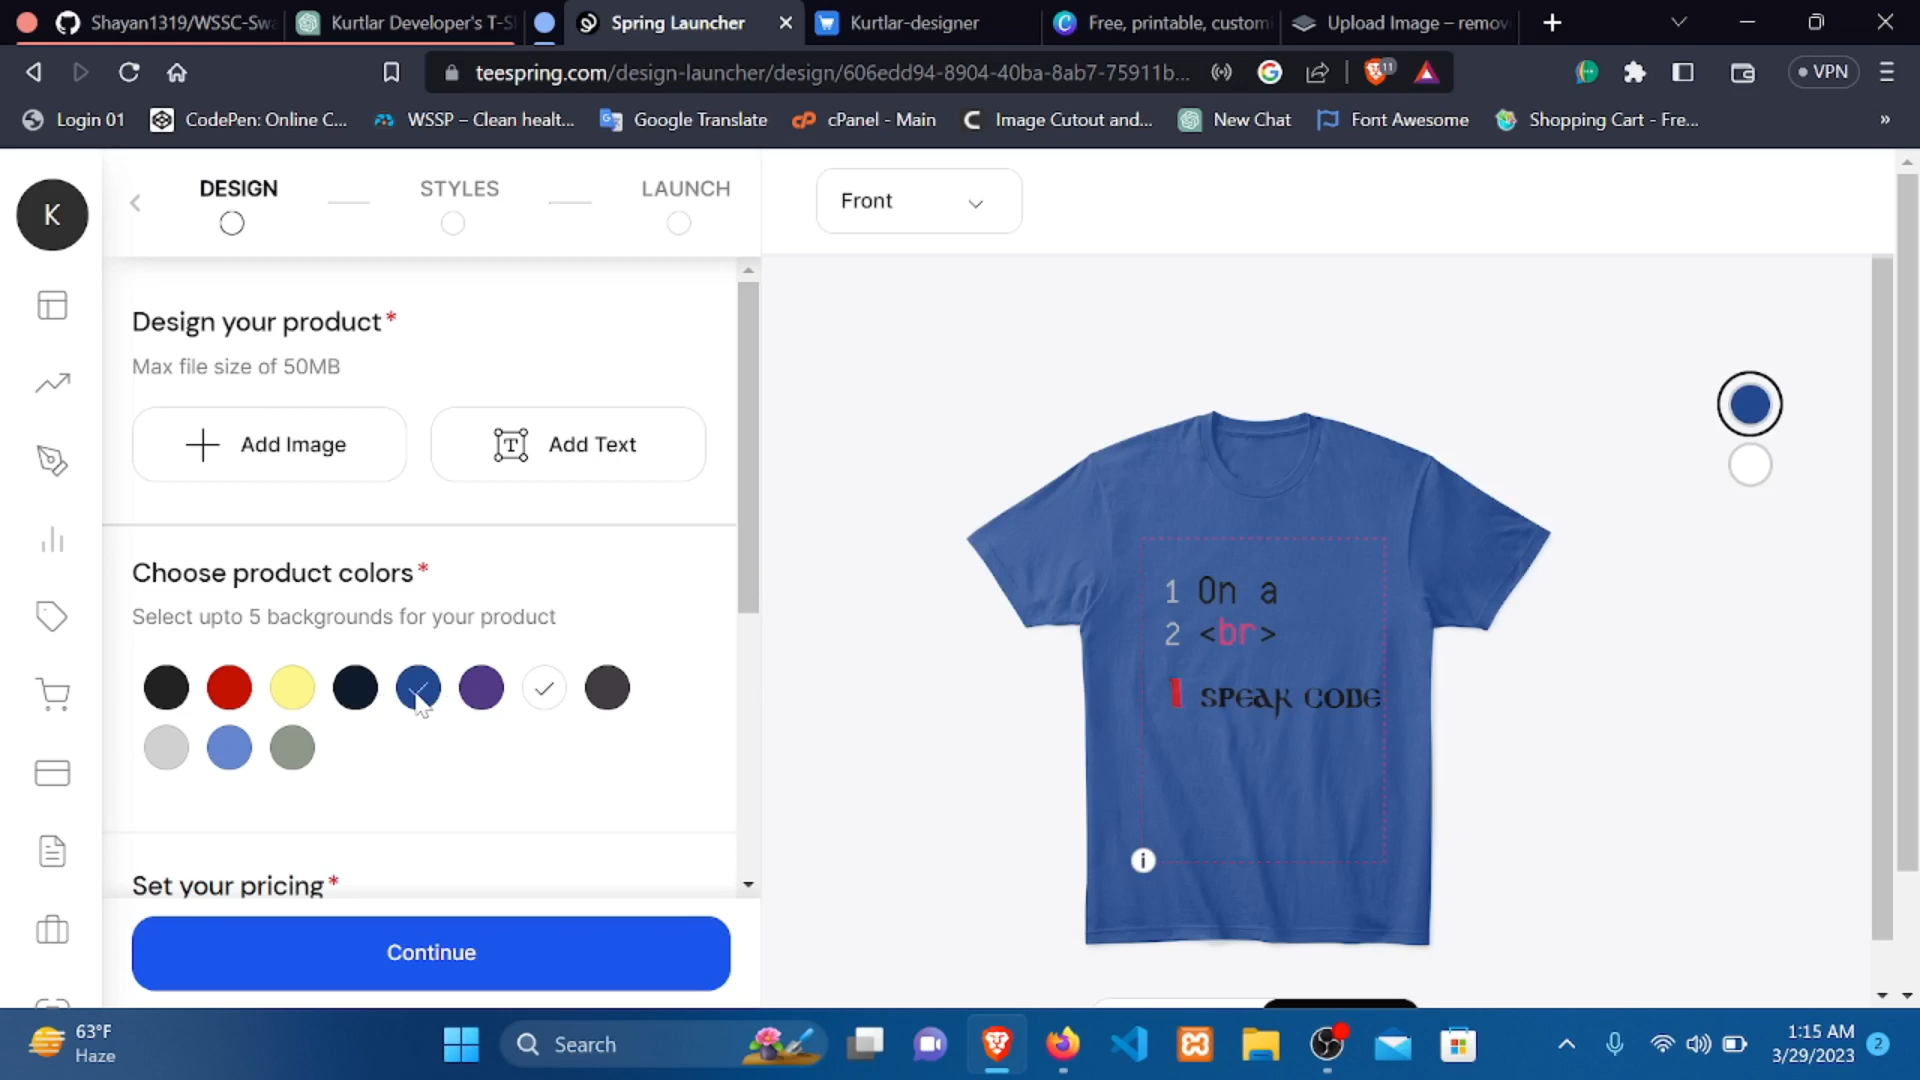 Shayan1319/WSSC-Swa
Kurtlar Developer's T-S
Spring Launcher
Kurtlar-designer
Free, printable, customi
Upload Image – remov
teespring.com/design-launcher/design/606edd94-8904-40ba-8ab7-75911b...
11
VPN
Login 01
CodePen: Online C...
WSSP – Clean healt...
Google Translate
cPanel - Main
Image Cutout and...
New Chat
Font Awesome
Shopping Cart - Fre...
»
K
DESIGN
STYLES
LAUNCH
Front
Design your product*
Max file size of 50MB
Add Image
T Add Text
Choose product colors*
Select upto 5 backgrounds for your product
1 On a
2 <br>
I SPEAK CODE
i
Set your pricing*
Continue
63°F
Haze
Search
1:15 AM
3/29/2023
2